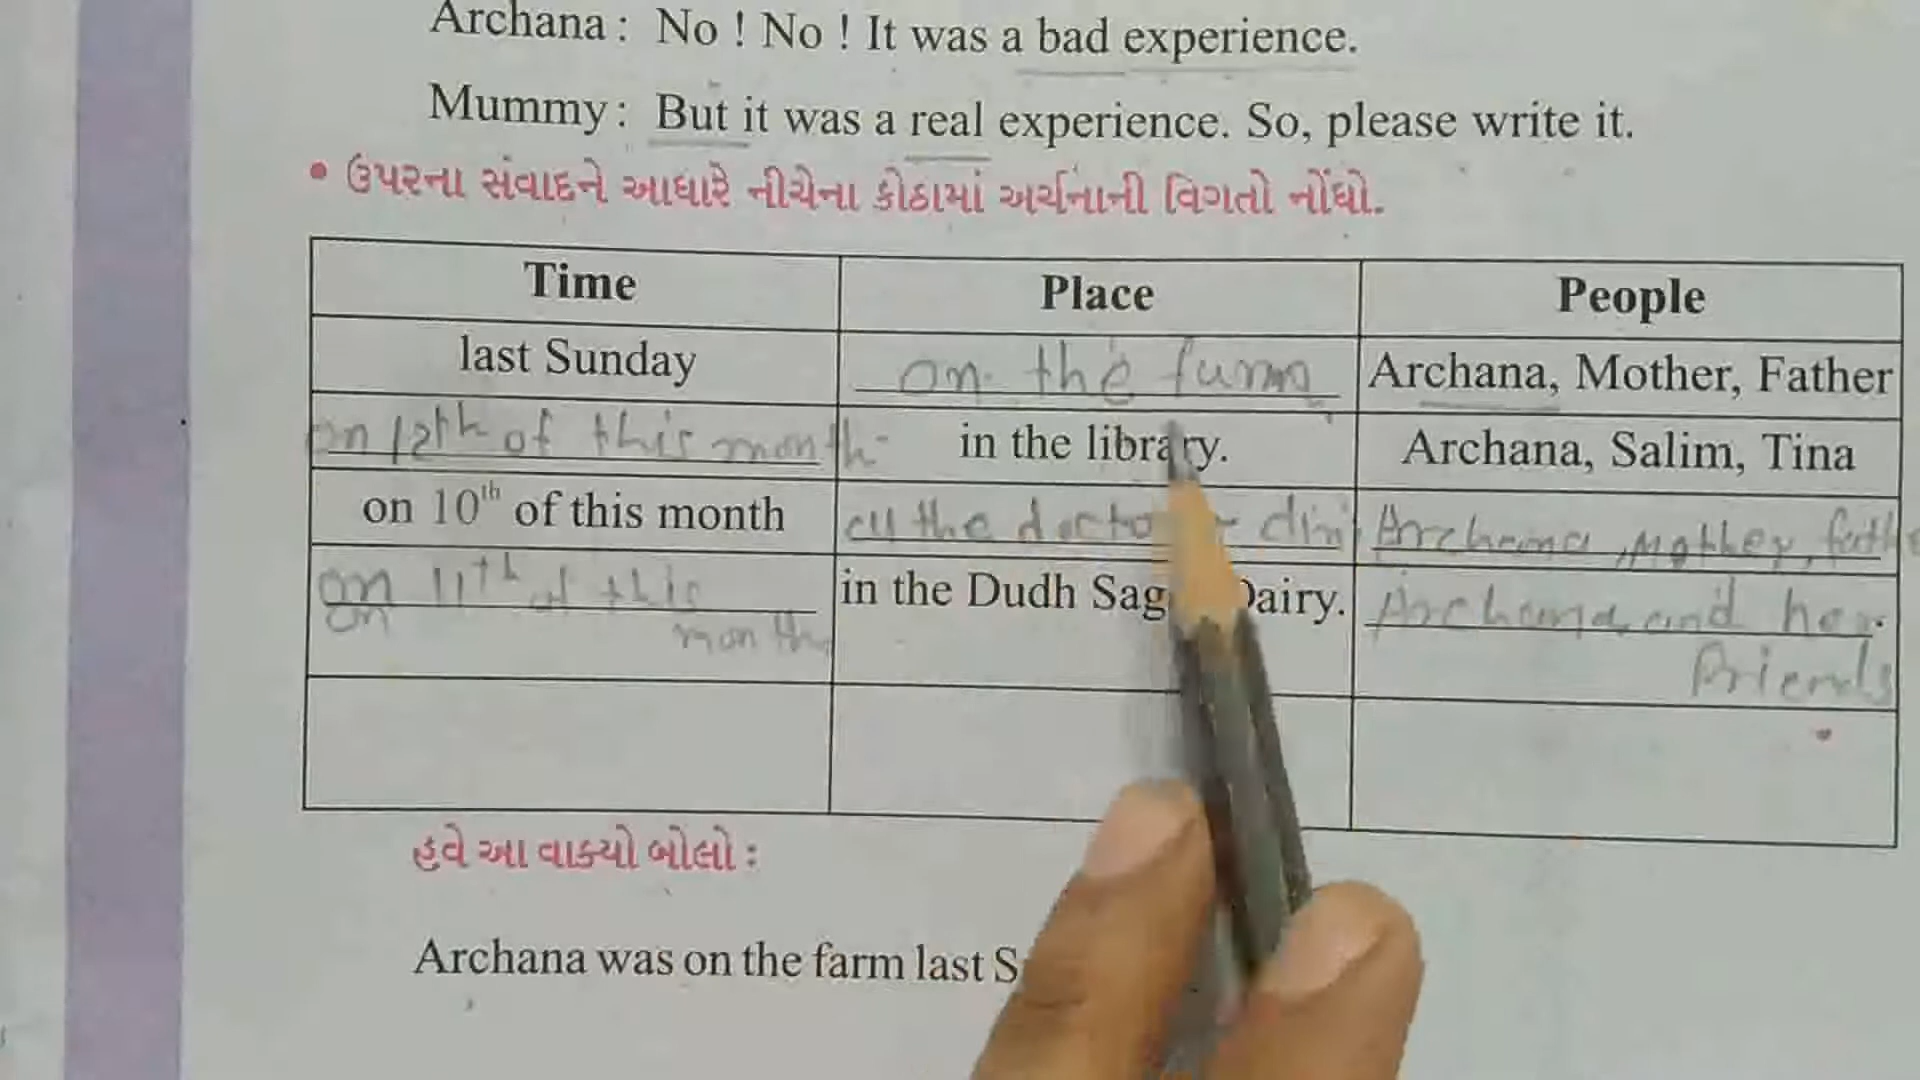 Archana : No ! No ! It was a bad experience.
Mummy : But it was a real experience. So, please write it.
• ઉપરના સંવાદને આધારે નીચેના કોઠામાં અર્ચનાની વિગતો નોંધો.
Time Place People
last Sunday on the farm Archana, Mother, Father
on 12th of this month in the library. Archana, Salim, Tina
on 10th of this month the doctor Archana, Mother,
on 11th of this month in the Dudh Dairy. Archana and her friends
હવે આ વાક્યો બોલો :
Archana was on the farm last S